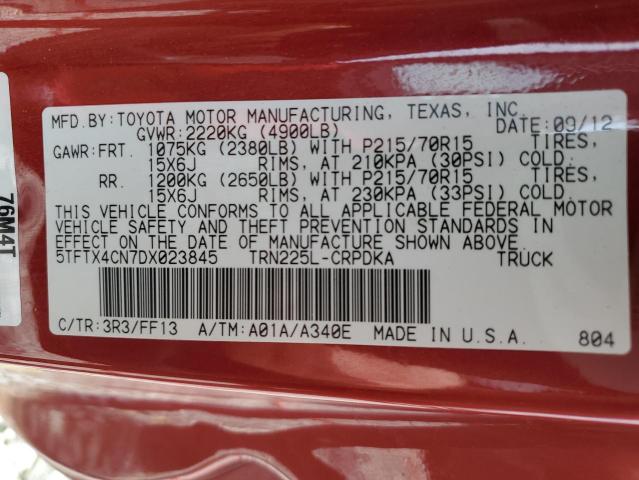 MFD.BY:TOYOTA MOTOR MANUFACTURING, TEXAS, INC.
GVWR:2220KG (4900LB) DATE:09/12
GAWR:FRT. 1075KG (2380LB) WITH P215/70R15 TIRES,
15X6J RIMS, AT 210KPA (30PSI) COLD.
RR. 1200KG (2650LB) WITH P215/70R15 TIRES,
15X6J RIMS, AT 230KPA (33PSI) COLD.
THIS VEHICLE CONFORMS TO ALL APPLICABLE FEDERAL MOTOR
VEHICLE SAFETY AND THEFT PREVENTION STANDARDS IN
EFFECT ON THE DATE OF MANUFACTURE SHOWN ABOVE.
5TFTX4CN7DX023845 TRN225L-CRPDKA TRUCK
C/TR:3R3/FF13 A/TM:A01A/A340E MADE IN U.S.A. 804
76M4T